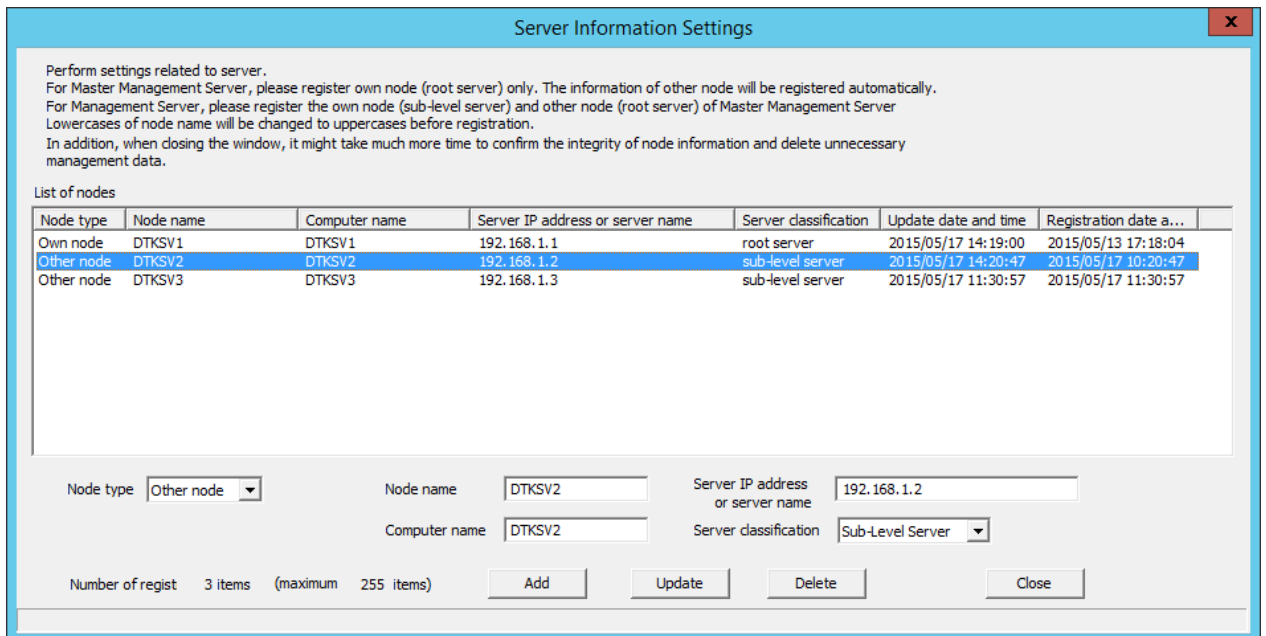 Server Information Settings
x
Perform settings related to server.
For Master Management Server, please register own node (root server) only. The information of other node will be registered automatically.
For Management Server, please register the own node (sub-level server) and other node (root server) of Master Management Server
Lowercases of node name will be changed to uppercases before registration.
In addition, when closing the window, it might take much more time to confirm the integrity of node information and delete unnecessary
management data.
List of nodes
Node type Node name Computer name Server IP address or server name Server classification Update date and time Registration date a...
Own node DTKSV1 DTKSV1 192.168.1.1 root server 2015/05/17 14:19:00 2015/05/13 17:18:04
Other node DTKSV2 DTKSV2 192.168.1.2 sub-level server 2015/05/17 14:20:47 2015/05/17 10:20:47
Other node DTKSV3 DTKSV3 192.168.1.3 sub-level server 2015/05/17 11:30:57 2015/05/17 11:30:57
Node type Other node Node name DTKSV2 Server IP address 192.168.1.2
or server name
Computer name DTKSV2 Server classification Sub-Level Server
Number of regist 3 items (maximum 255 items) Add Update Delete Close